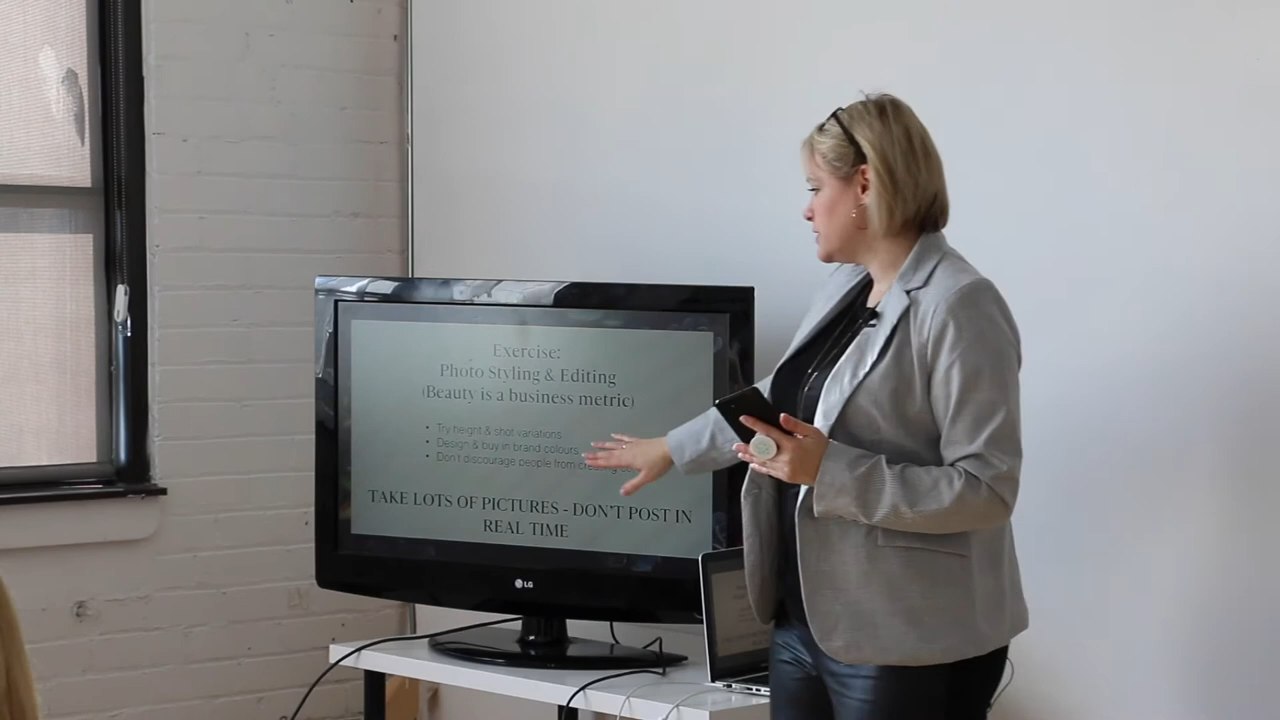 Exercise:
Photo Styling & Editing
(Beauty is a business metric)
• Try height & shot variations
• Design & buy in brand colours
• Don't discourage people from
TAKE LOTS OF PICTURES - DON'T POST IN
REAL TIME
LG